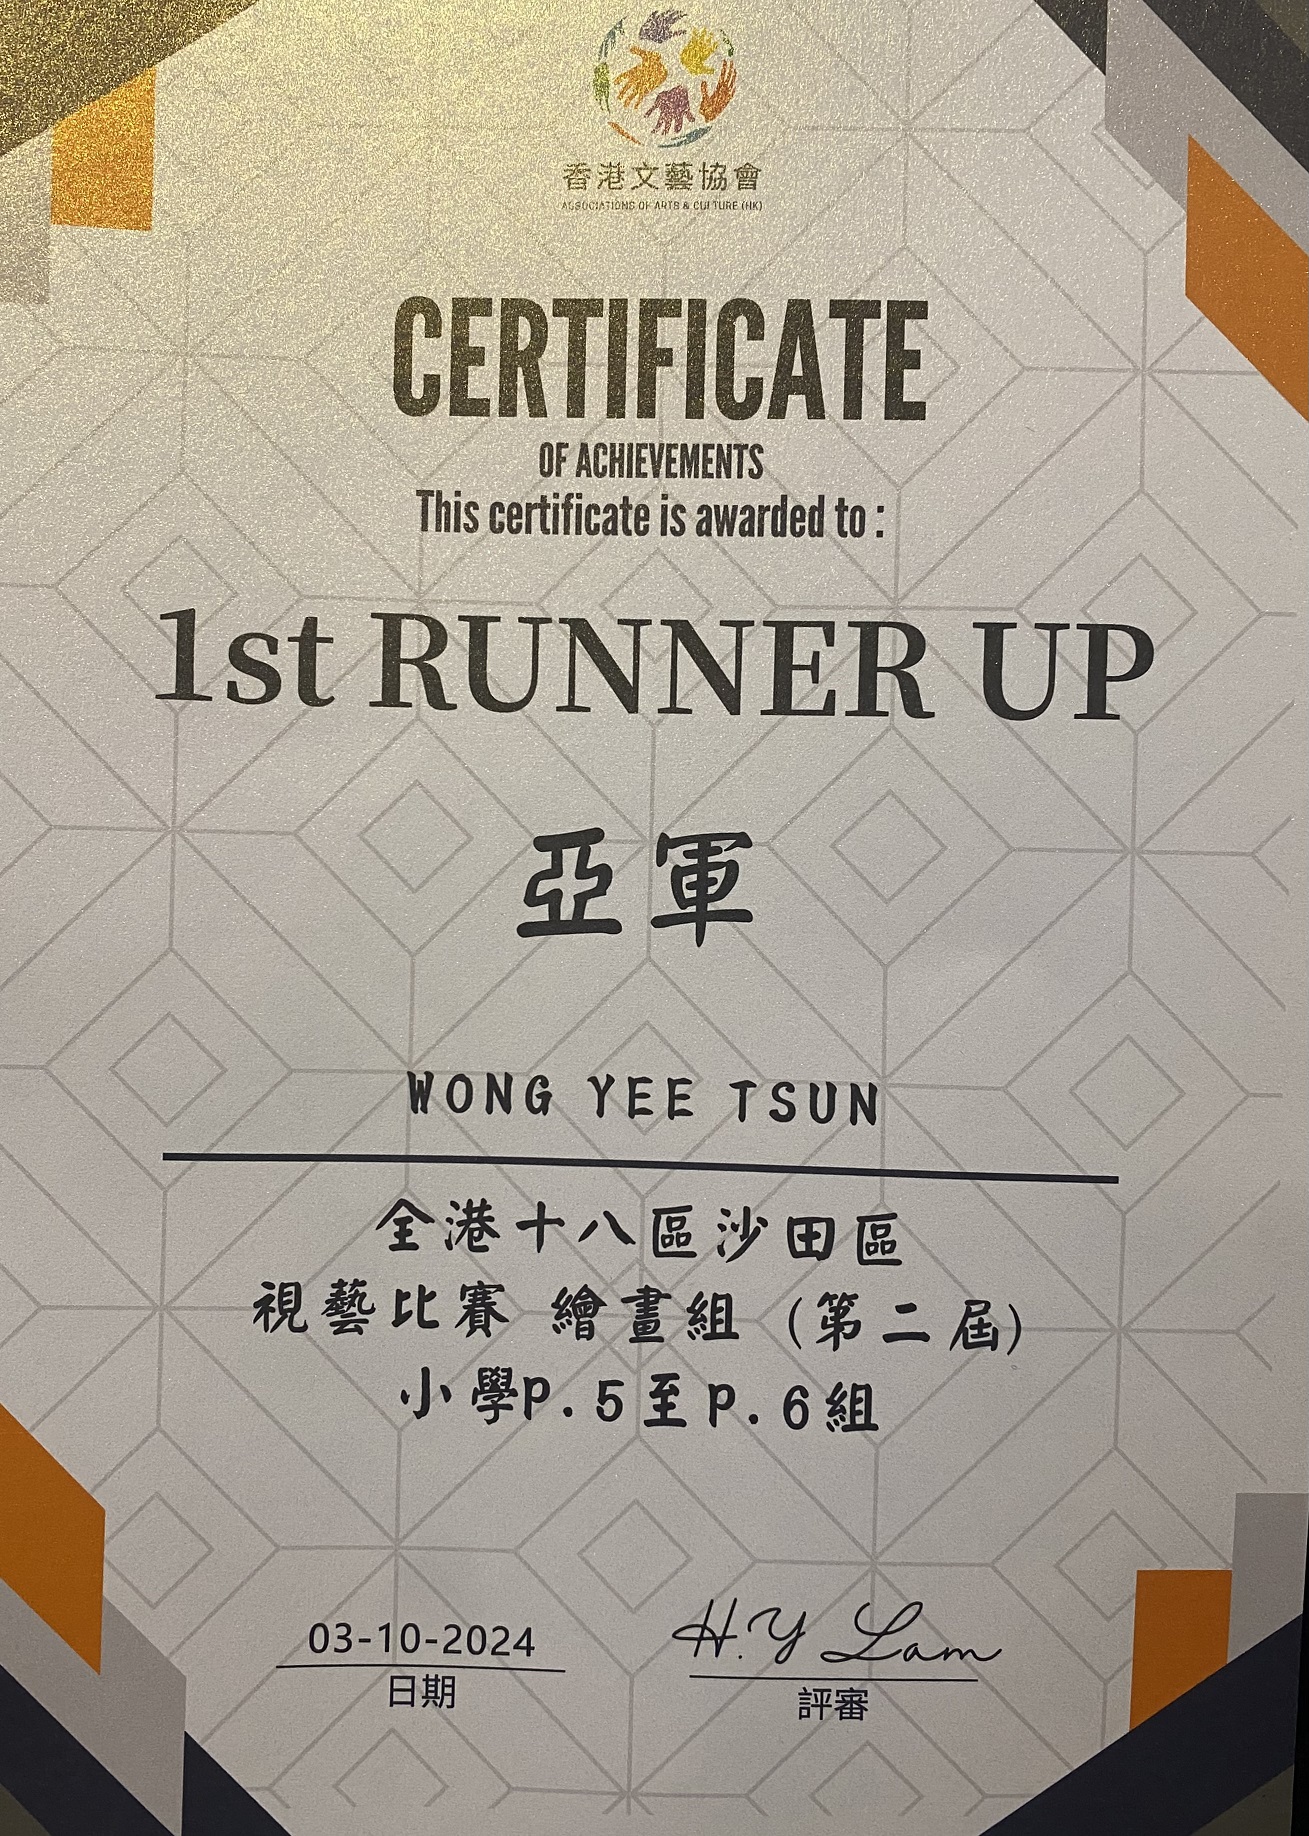 香港文藝協會
ASSOCIATIONS OF ARTS & CULTURE (HK)
CERTIFICATE
OF ACHIEVEMENTS
This certificate is awarded to :
1st RUNNER UP
亞軍
WONG YEE TSUN
全港十八區沙田區
視藝比賽 繪畫組 (第二屆)
小學P.5至P.6組
03-10-2024
日期
H.Y Lam
評審